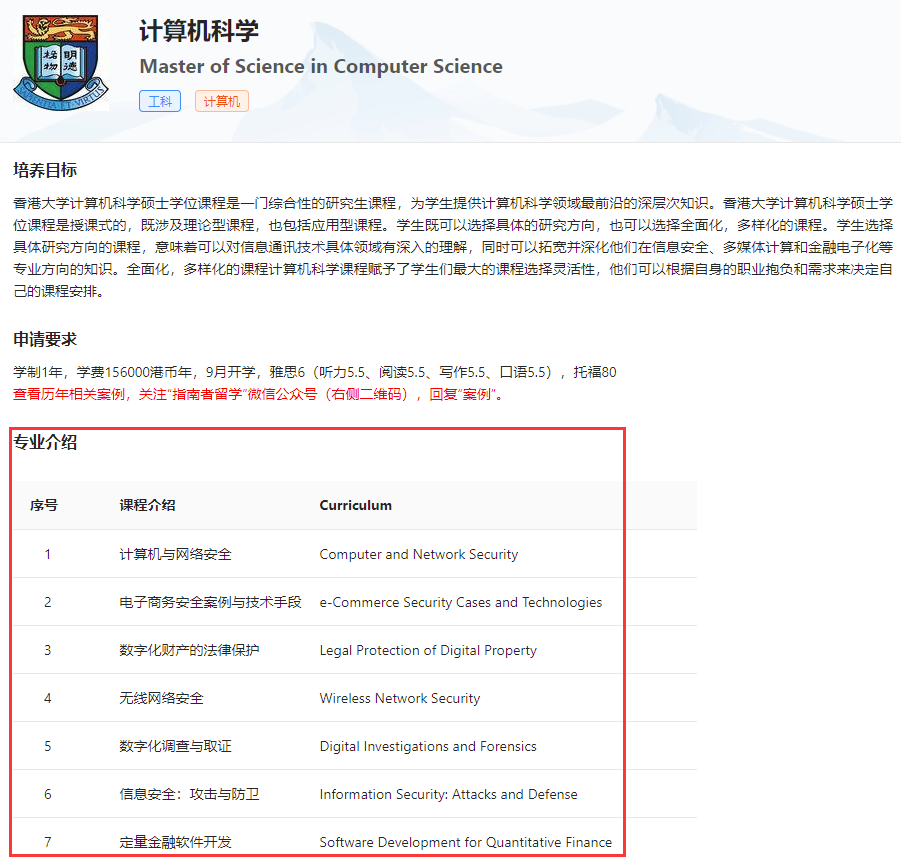 计算机科学
Master of Science in Computer Science
工科 计算机
明德
格物
SAPIENTIA ET VIRTUS
培养目标
香港大学计算机科学硕士学位课程是一门综合性的研究生课程，为学生提供计算机科学领域最前沿的深层次知识。香港大学计算机科学硕士学
位课程是授课式的，既涉及理论型课程，也包括应用型课程。学生既可以选择具体的研究方向，也可以选择全面化，多样化的课程。学生选择
具体研究方向的课程，意味着可以对信息通讯技术具体领域有深入的理解，同时可以拓宽并深化他们在信息安全、多媒体计算和金融电子化等
专业方向的知识。全面化，多样化的课程计算机科学课程赋予了学生们最大的课程选择灵活性，他们可以根据自身的职业抱负和需求来决定自
己的课程安排。
申请要求
学制1年，学费156000港币年，9月开学，雅思6（听力5.5、阅读5.5、写作5.5、口语5.5），托福80
查看历年相关案例，关注“指南者留学”微信公众号（右侧二维码），回复“案例”。
专业介绍
序号 课程介绍 Curriculum
1 计算机与网络安全 Computer and Network Security
2 电子商务安全案例与技术手段 e-Commerce Security Cases and Technologies
3 数字化财产的法律保护 Legal Protection of Digital Property
4 无线网络安全 Wireless Network Security
5 数字化调查与取证 Digital Investigations and Forensics
6 信息安全：攻击与防卫 Information Security: Attacks and Defense
7 定量金融软件开发 Software Development for Quantitative Finance